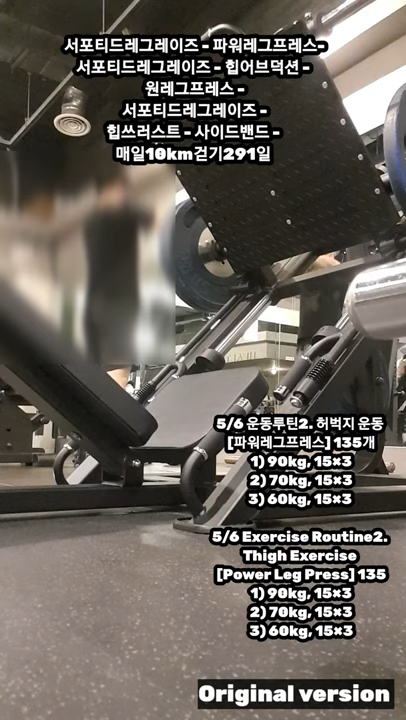 서포티드레그레이즈 - 파워레그프레스 -
서포티드레그레이즈 - 힙어브덕션 -
원레그프레스 -
서포티드레그레이즈 -
힙쓰러스트 - 사이드밴드 -
매일10km걷기291일
5/6 운동루틴2. 허벅지 운동
[파워레그프레스] 135개
1) 90kg, 15×3
2) 70kg, 15×3
3) 60kg, 15×3
5/6 Exercise Routine2.
Thigh Exercise
[Power Leg Press] 135
1) 90kg, 15×3
2) 70kg, 15×3
3) 60kg, 15×3
Original version